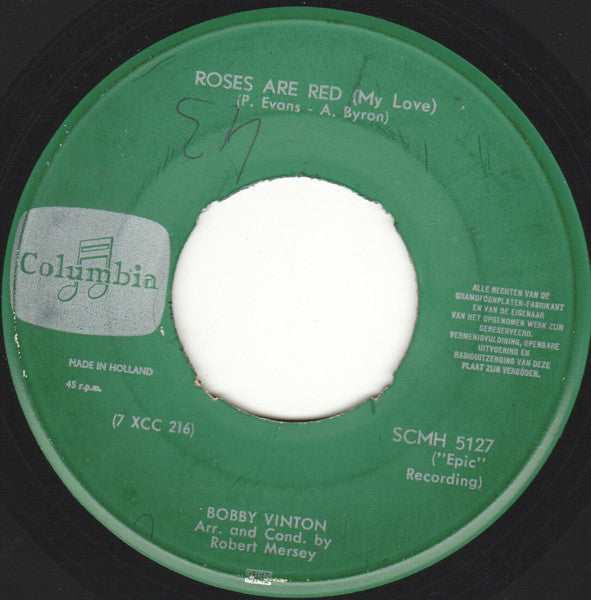 ROSES ARE RED (My Love)
(P. Evans - A. Byron)
43
Columbia
MADE IN HOLLAND
45 r.p.m.
(7 XCC 216)
ALLE RECHTEN VAN DE
GRAMOFOONPLATEN-FABRIKANT
EN VAN DE EIGENAAR
VAN HET OPGENOMEN WERK ZIJN
GERESERVEERD.
VERMENIGVULDIGING, OPENBARE
UITVOERING EN
RADIOUITZENDING VAN DEZE
PLAAT ZIJN VERBODEN.
SCMH 5127
("Epic"
Recording)
BOBBY VINTON
Arr. and Cond. by
Robert Mersey